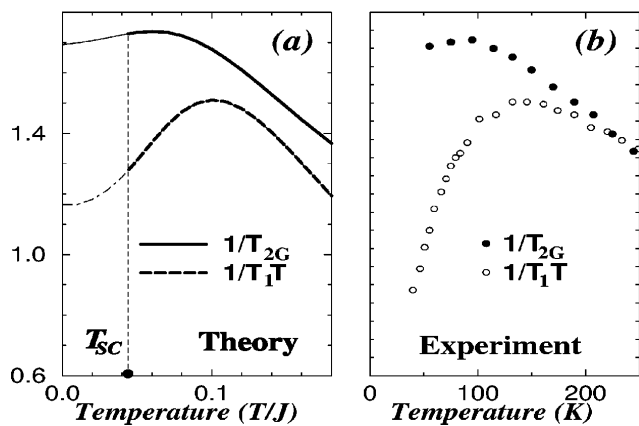 (a)
(b)
1.4
1.0
0.6
1/T2G
1/T1T
1/T2G
1/T1T
TSC
Theory
Experiment
0.0
0.1
0
100
200
Temperature (T/J)
Temperature (K)